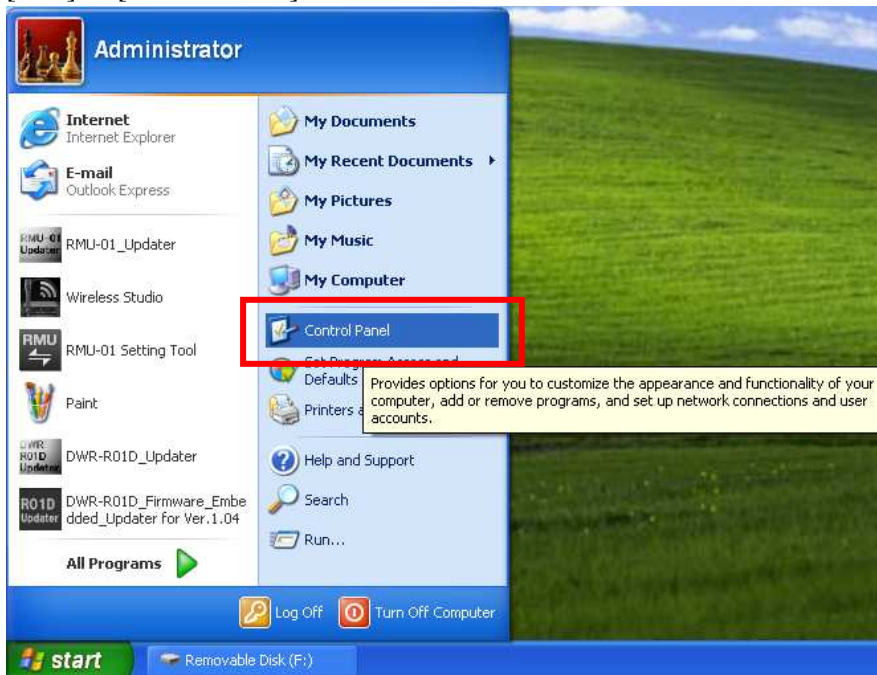 Administrator
Internet
Internet Explorer
E-mail
Outlook Express
RMU-01
Updater
RMU-01_Updater
Wireless Studio
RMU
RMU-01 Setting Tool
Paint
DWR
R01D
Updater
DWR-R01D_Updater
R01D
Updater
DWR-R01D_Firmware_Embe
dded_Updater for Ver.1.04
All Programs
My Documents
My Recent Documents
My Pictures
My Music
My Computer
Control Panel
Set Program Access and
Defaults
Printers
Provides options for you to customize the appearance and functionality of your
computer, add or remove programs, and set up network connections and user
accounts.
Help and Support
Search
Run...
Log Off
Turn Off Computer
start
Removable Disk (F:)